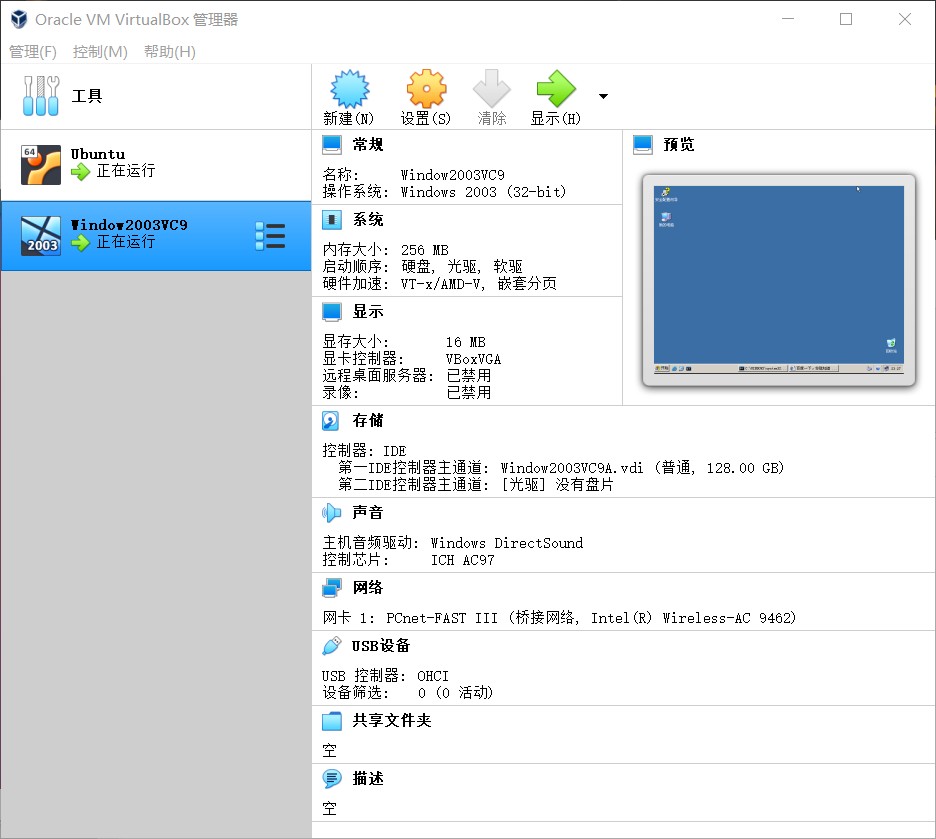 Oracle VM VirtualBox 管理器
管理(F) 控制(M) 帮助(H)
工具
新建(N) 设置(S) 清除 显示(H)
64
Ubuntu
正在运行
2003
Window2003VC9
正在运行
常规
名称: Window2003VC9
操作系统: Windows 2003 (32-bit)
系统
内存大小: 256 MB
启动顺序: 硬盘, 光驱, 软驱
硬件加速: VT-x/AMD-V, 嵌套分页
显示
显存大小: 16 MB
显卡控制器: VBoxVGA
远程桌面服务器: 已禁用
录像: 已禁用
预览
存储
控制器: IDE
第一IDE控制器主通道: Window2003VC9A.vdi (普通, 128.00 GB)
第二IDE控制器主通道: [光驱] 没有盘片
声音
主机音频驱动: Windows DirectSound
控制芯片: ICH AC97
网络
网卡 1: PCnet-FAST III (桥接网络, Intel(R) Wireless-AC 9462)
USB设备
USB 控制器: OHCI
设备筛选: 0 (0 活动)
共享文件夹
空
描述
空